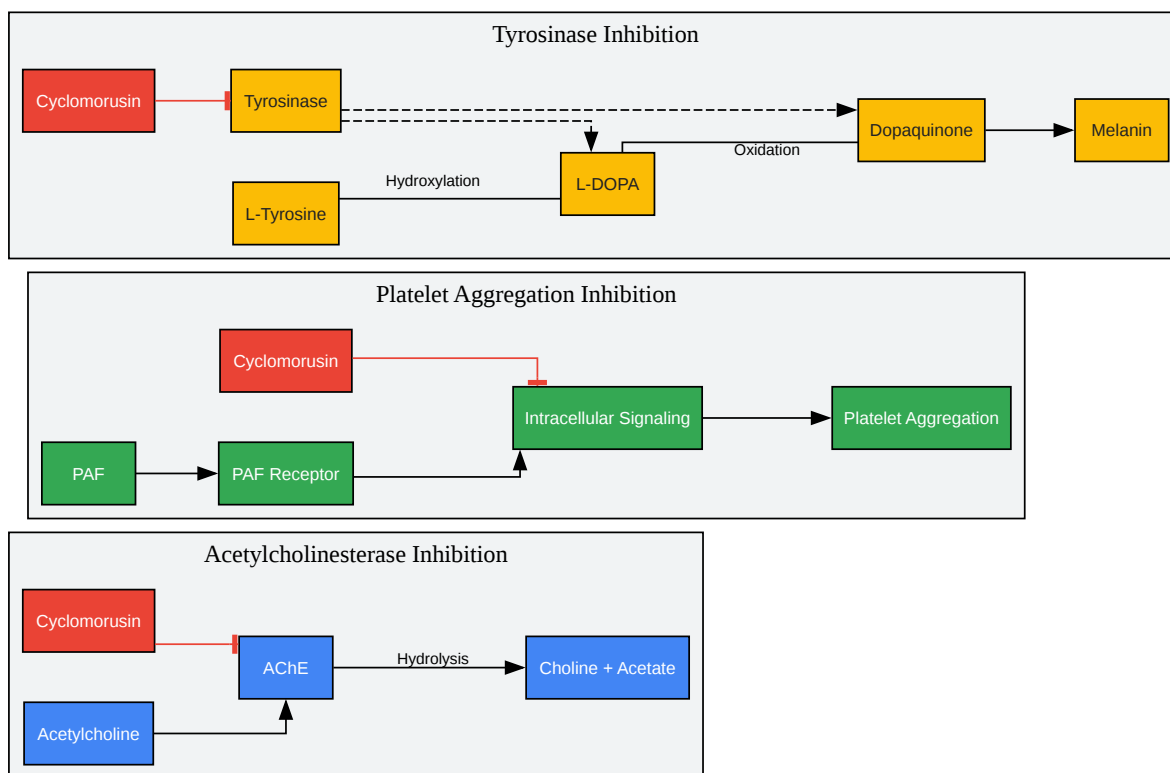 Tyrosinase Inhibition
Cyclomorusin
Tyrosinase
Dopaquinone
Melanin
Oxidation
Hydroxylation
L-DOPA
L-Tyrosine
Platelet Aggregation Inhibition
Cyclomorusin
Intracellular Signaling
Platelet Aggregation
PAF
PAF Receptor
Acetylcholinesterase Inhibition
Cyclomorusin
AChE
Hydrolysis
Choline + Acetate
Acetylcholine